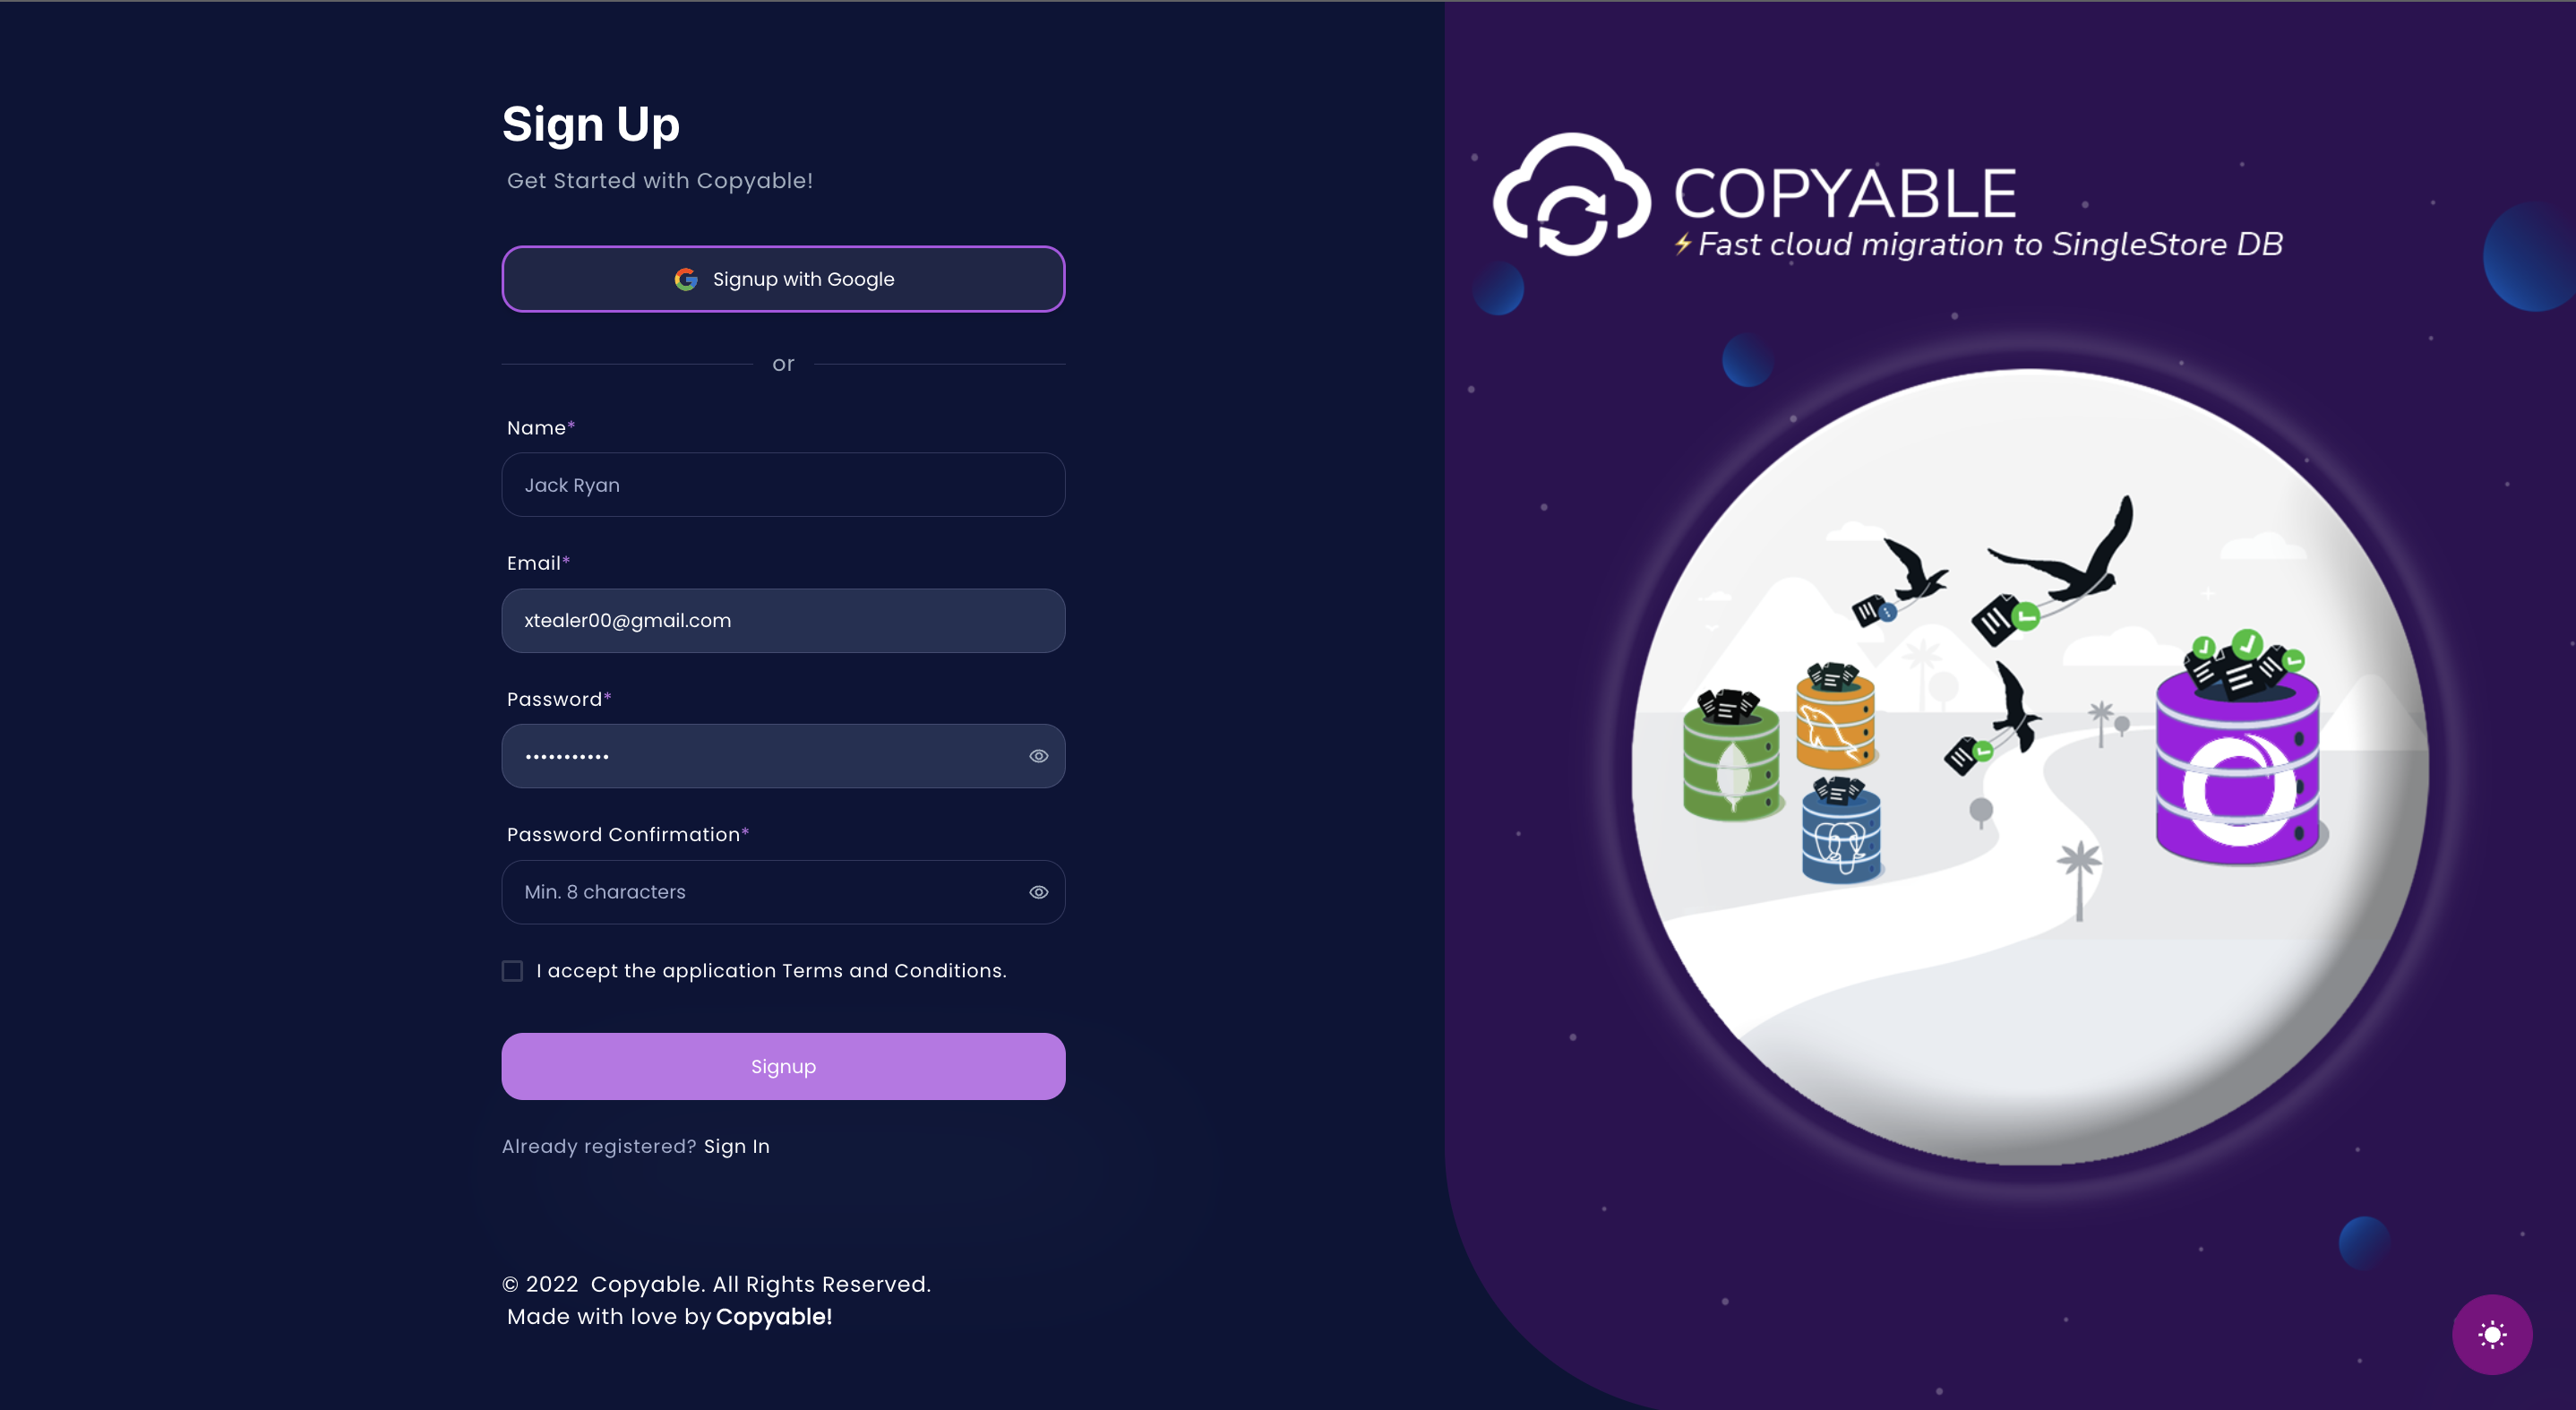 Sign Up
Get Started with Copyable!
Signup with Google
or
Name*
Jack Ryan
Email*
xtealer00@gmail.com
Password*
•••••••••••
Password Confirmation*
Min. 8 characters
I accept the application Terms and Conditions.
Signup
Already registered? Sign In
© 2022 Copyable. All Rights Reserved.
Made with love by Copyable!
COPYABLE
⚡Fast cloud migration to SingleStore DB